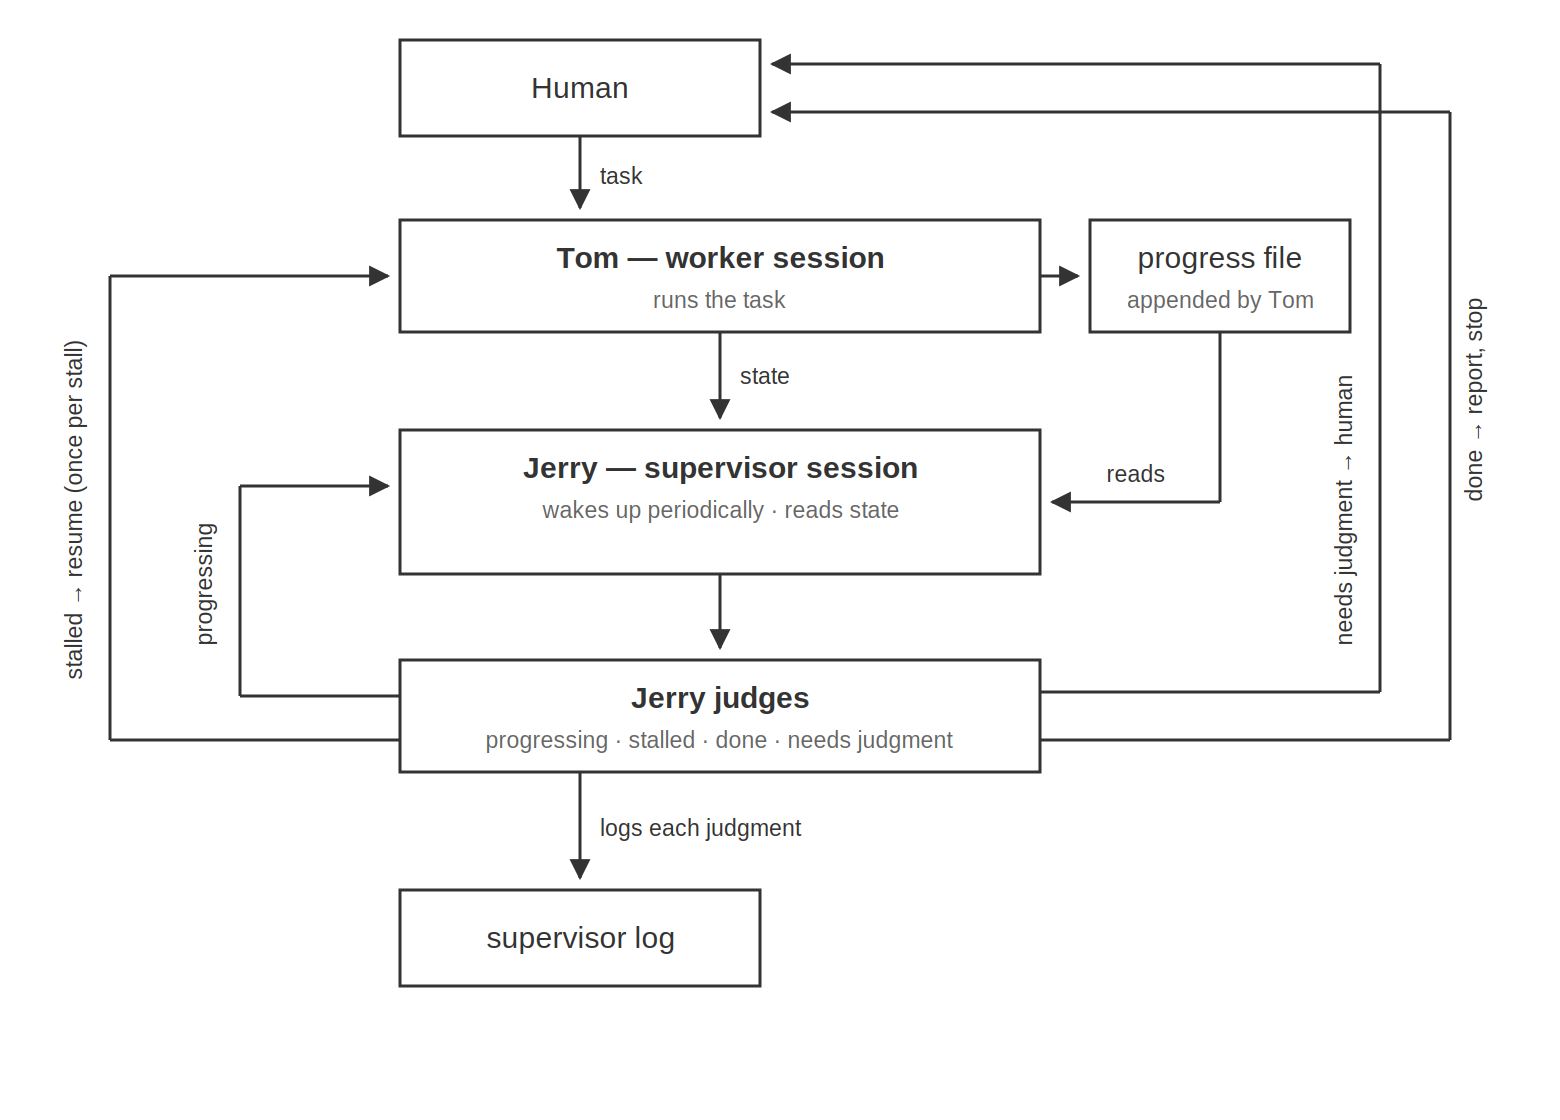 Human
task
Tom — worker session
runs the task
progress file
appended by Tom
state
Jerry — supervisor session
wakes up periodically · reads state
reads
stalled → resume (once per stall)
progressing
needs judgment → human
done → report, stop
Jerry judges
progressing · stalled · done · needs judgment
logs each judgment
supervisor log